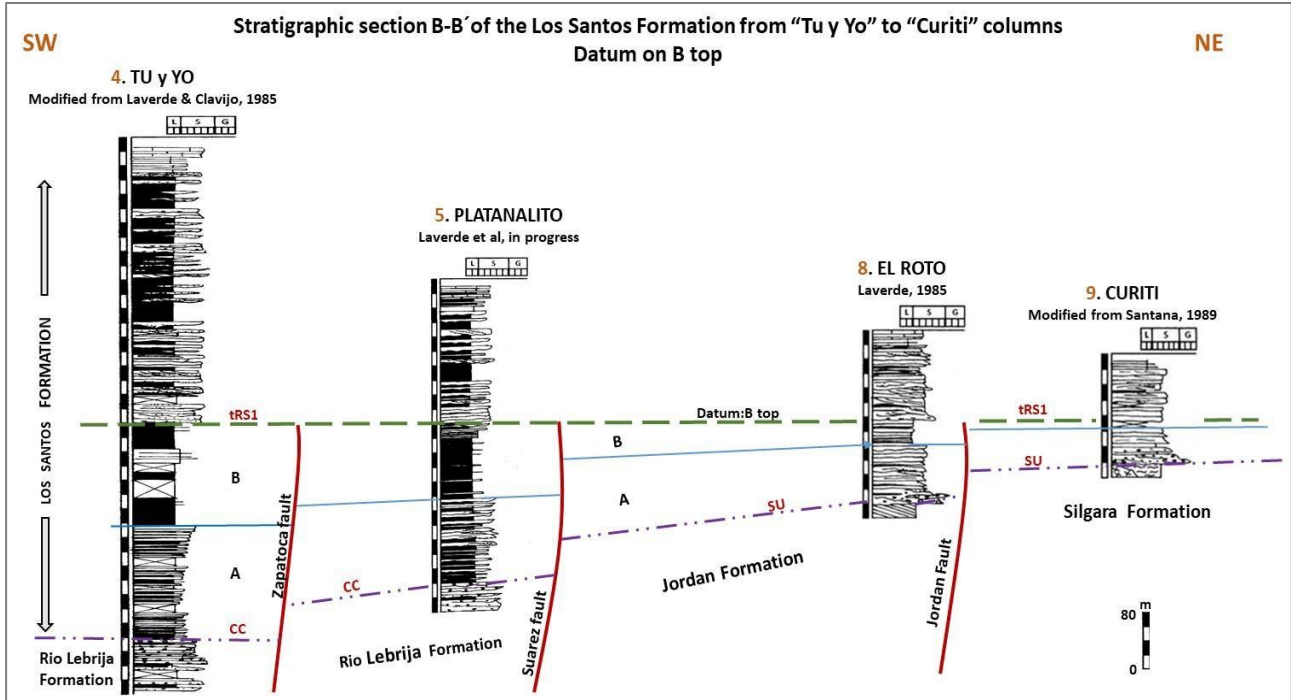 Stratigraphic section B-B´of the Los Santos Formation from “Tu y Yo” to “Curiti” columns
Datum on B top
SW
NE
4. TU y YO
Modified from Laverde & Clavijo, 1985
L S G
5. PLATANALITO
Laverde et al, in progress
L S G
8. EL ROTO
Laverde, 1985
L S G
9. CURITI
Modified from Santana, 1989
L S G
LOS SANTOS FORMATION
tRS1
Datum:B top
tRS1
B
B
A
A
SU
SU
CC
CC
Zapatoca fault
Suarez fault
Jordan Fault
Rio Lebrija
Formation
Rio Lebrija Formation
Jordan Formation
Silgara Formation
80 m
0